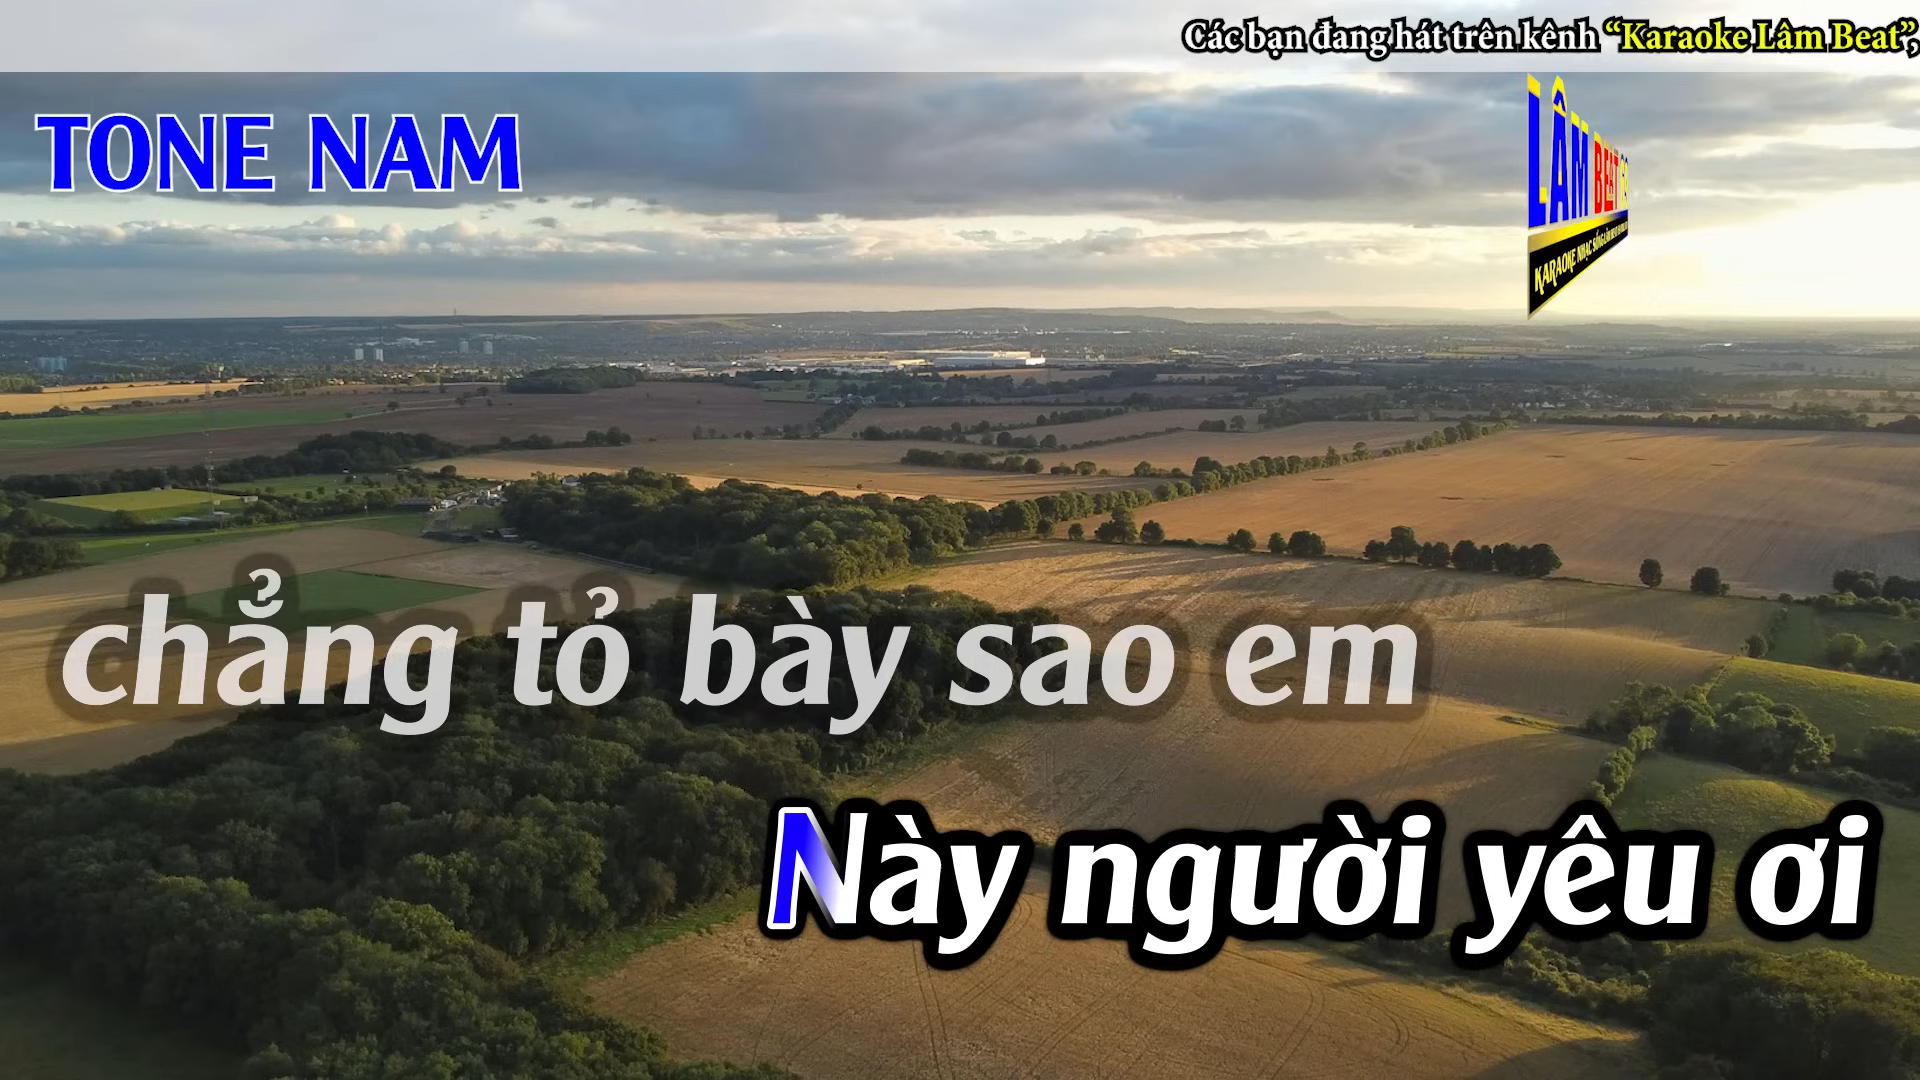 Các bạn đang hát trên kênh “Karaoke Lâm Beat”,
TONE NAM
LÂM BEAT
chẳng tỏ bày sao em
Này người yêu ơi